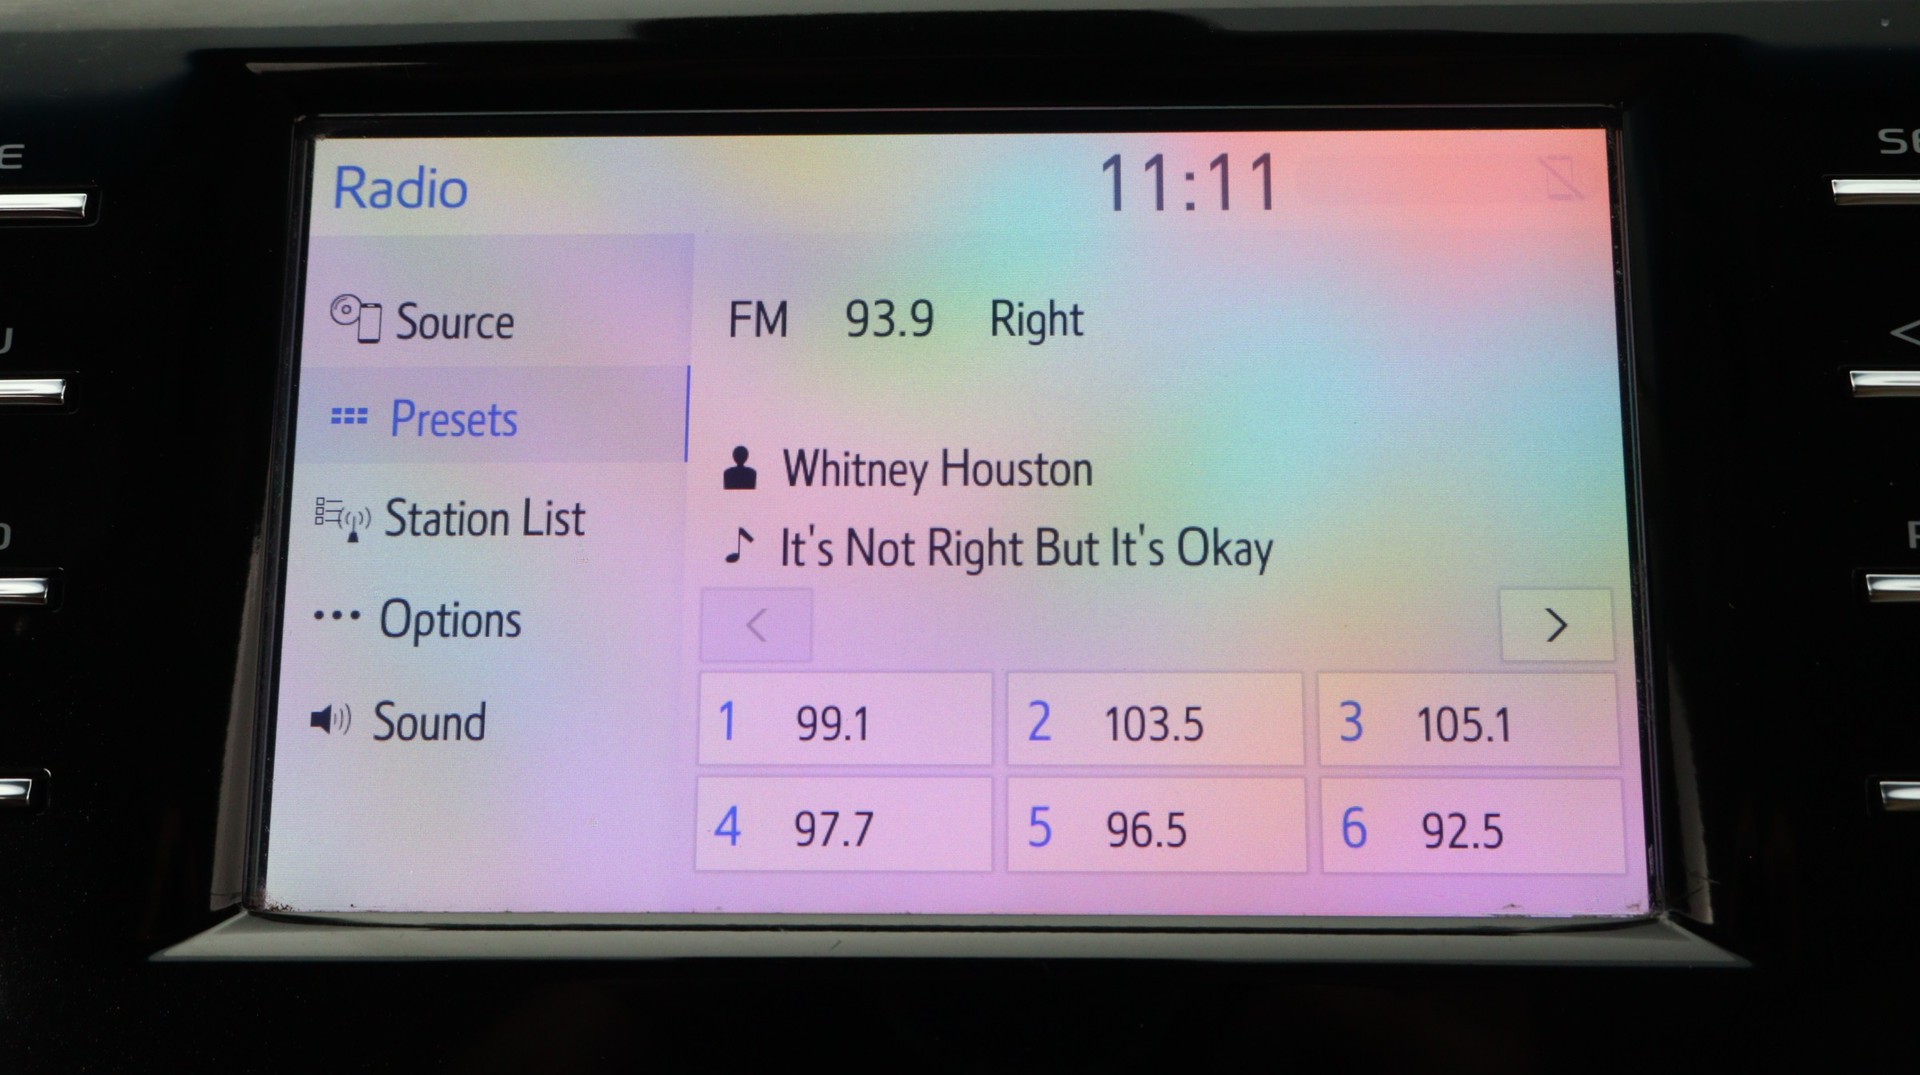 Radio
11:11
Source
Presets
Station List
Options
Sound
FM 93.9 Right
Whitney Houston
It's Not Right But It's Okay
< >
1 99.1
2 103.5
3 105.1
4 97.7
5 96.5
6 92.5